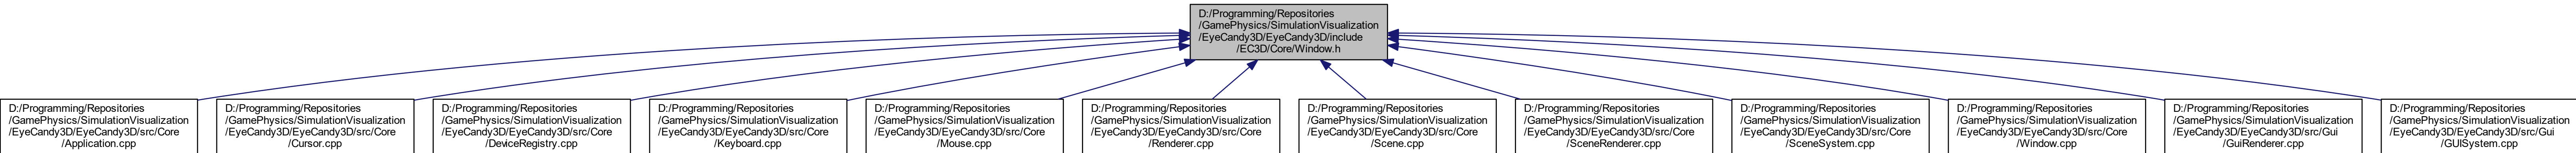 D:/Programming/Repositories
/GamePhysics/SimulationVisualization
/EyeCandy3D/EyeCandy3D/include
/EC3D/Core/Window.h
D:/Programming/Repositories
/GamePhysics/SimulationVisualization
/EyeCandy3D/EyeCandy3D/src/Core
/Application.cpp
D:/Programming/Repositories
/GamePhysics/SimulationVisualization
/EyeCandy3D/EyeCandy3D/src/Core
/Cursor.cpp
D:/Programming/Repositories
/GamePhysics/SimulationVisualization
/EyeCandy3D/EyeCandy3D/src/Core
/DeviceRegistry.cpp
D:/Programming/Repositories
/GamePhysics/SimulationVisualization
/EyeCandy3D/EyeCandy3D/src/Core
/Keyboard.cpp
D:/Programming/Repositories
/GamePhysics/SimulationVisualization
/EyeCandy3D/EyeCandy3D/src/Core
/Mouse.cpp
D:/Programming/Repositories
/GamePhysics/SimulationVisualization
/EyeCandy3D/EyeCandy3D/src/Core
/Renderer.cpp
D:/Programming/Repositories
/GamePhysics/SimulationVisualization
/EyeCandy3D/EyeCandy3D/src/Core
/Scene.cpp
D:/Programming/Repositories
/GamePhysics/SimulationVisualization
/EyeCandy3D/EyeCandy3D/src/Core
/SceneRenderer.cpp
D:/Programming/Repositories
/GamePhysics/SimulationVisualization
/EyeCandy3D/EyeCandy3D/src/Core
/SceneSystem.cpp
D:/Programming/Repositories
/GamePhysics/SimulationVisualization
/EyeCandy3D/EyeCandy3D/src/Core
/Window.cpp
D:/Programming/Repositories
/GamePhysics/SimulationVisualization
/EyeCandy3D/EyeCandy3D/src/Gui
/GuiRenderer.cpp
D:/Programming/Repositories
/GamePhysics/SimulationVisualization
/EyeCandy3D/EyeCandy3D/src/Gui
/GUISystem.cpp